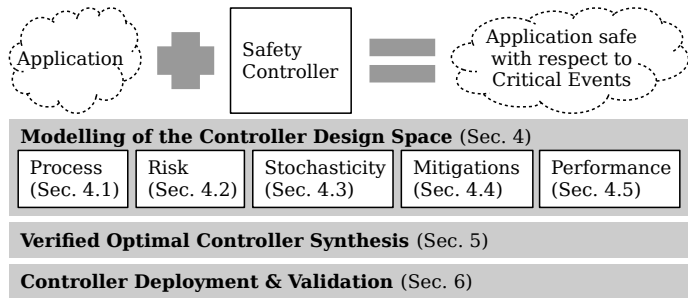 Application
Safety
Controller
Application safe
with respect to
Critical Events
Modelling of the Controller Design Space (Sec. 4)
Process
(Sec. 4.1)
Risk
(Sec. 4.2)
Stochasticity
(Sec. 4.3)
Mitigations
(Sec. 4.4)
Performance
(Sec. 4.5)
Verified Optimal Controller Synthesis (Sec. 5)
Controller Deployment & Validation (Sec. 6)